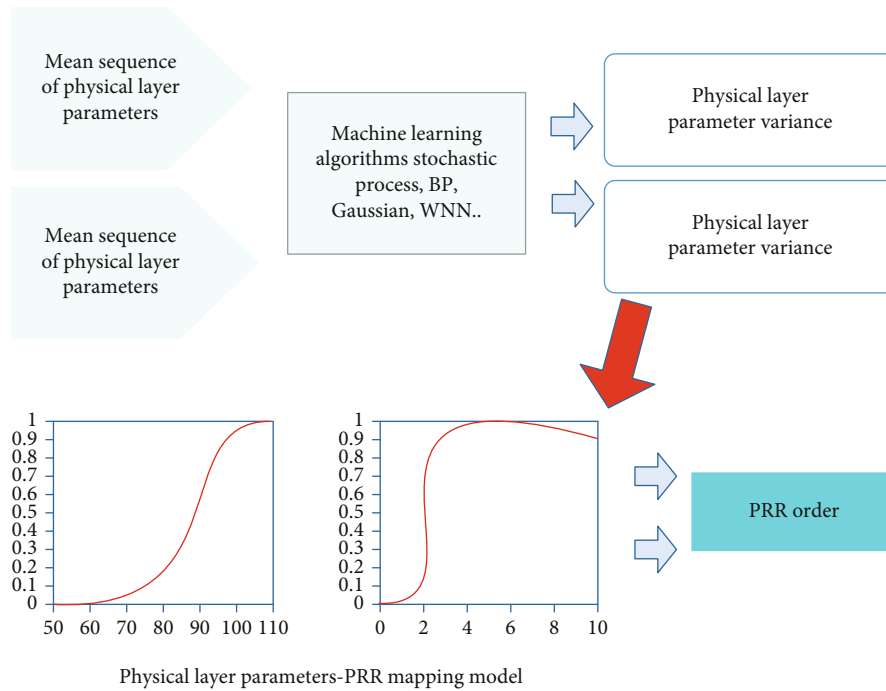 Mean sequence
of physical layer
parameters
Mean sequence
of physical layer
parameters
Machine learning
algorithms stochastic
process, BP,
Gaussian, WNN..
Physical layer
parameter variance
Physical layer
parameter variance
1
0.9
0.8
0.7
0.6
0.5
0.4
0.3
0.2
0.1
0
50 60 70 80 90 100 110
1
0.9
0.8
0.7
0.6
0.5
0.4
0.3
0.2
0.1
0
0 2 4 6 8 10
PRR order
Physical layer parameters-PRR mapping model